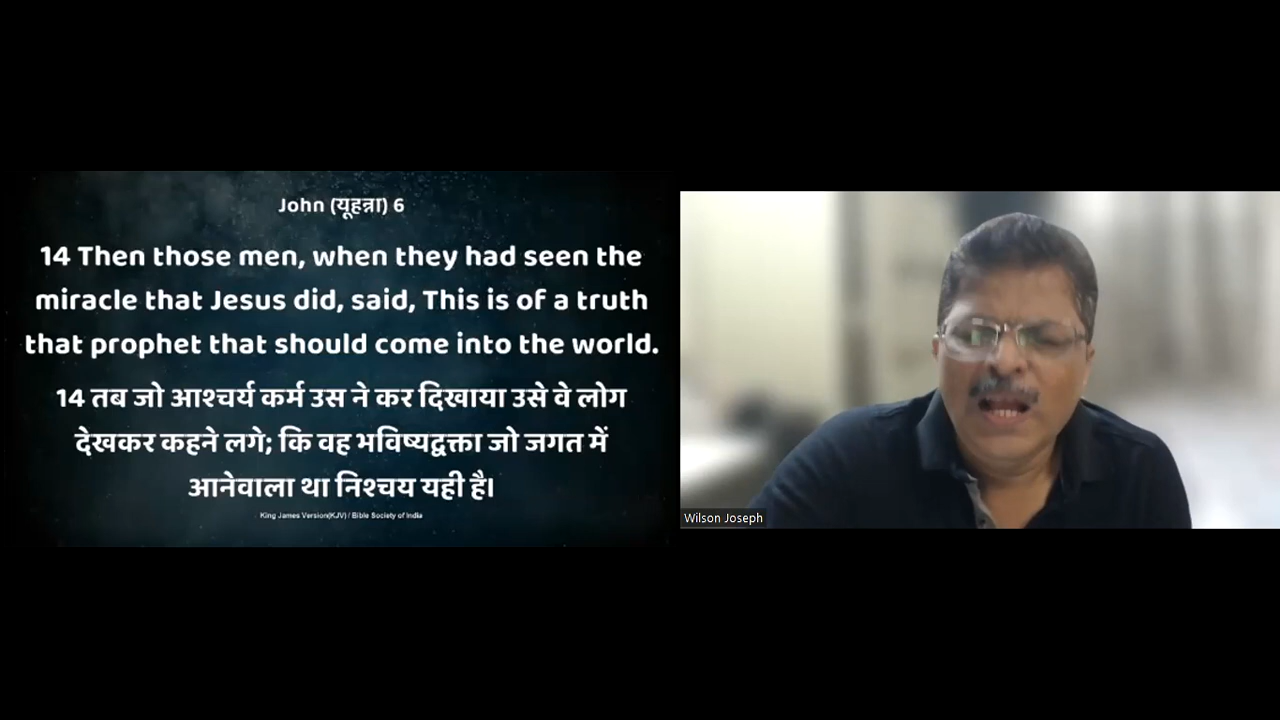 John (यूहन्ना) 6
14 Then those men, when they had seen the
miracle that Jesus did, said, This is of a truth
that prophet that should come into the world.
14 तब जो आश्चर्य कर्म उस ने कर दिखाया उसे वे लोग
देखकर कहने लगे; कि वह भविष्यद्वक्ता जो जगत में
आनेवाला था निश्चय यही है।
King James Version(KJV) / Bible Society of India
Wilson Joseph